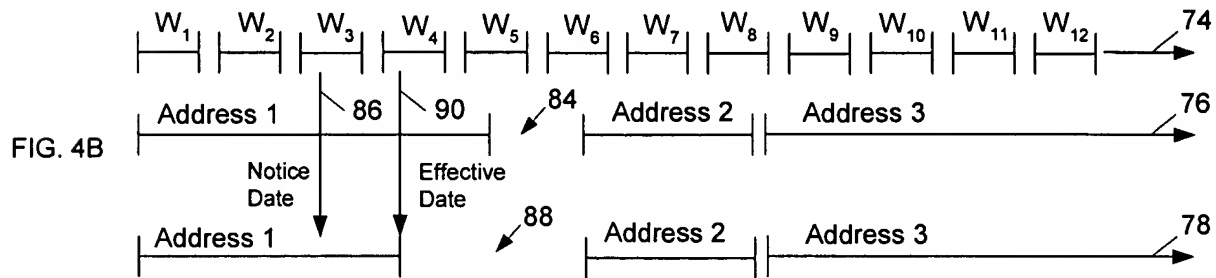 W1 W2 W3 W4 W5 W6 W7 W8 W9 W10 W11 W12 74
Address 1 86 90 84 Address 2 Address 3 76
FIG. 4B
Notice Date Effective Date
Address 1 88 Address 2 Address 3 78